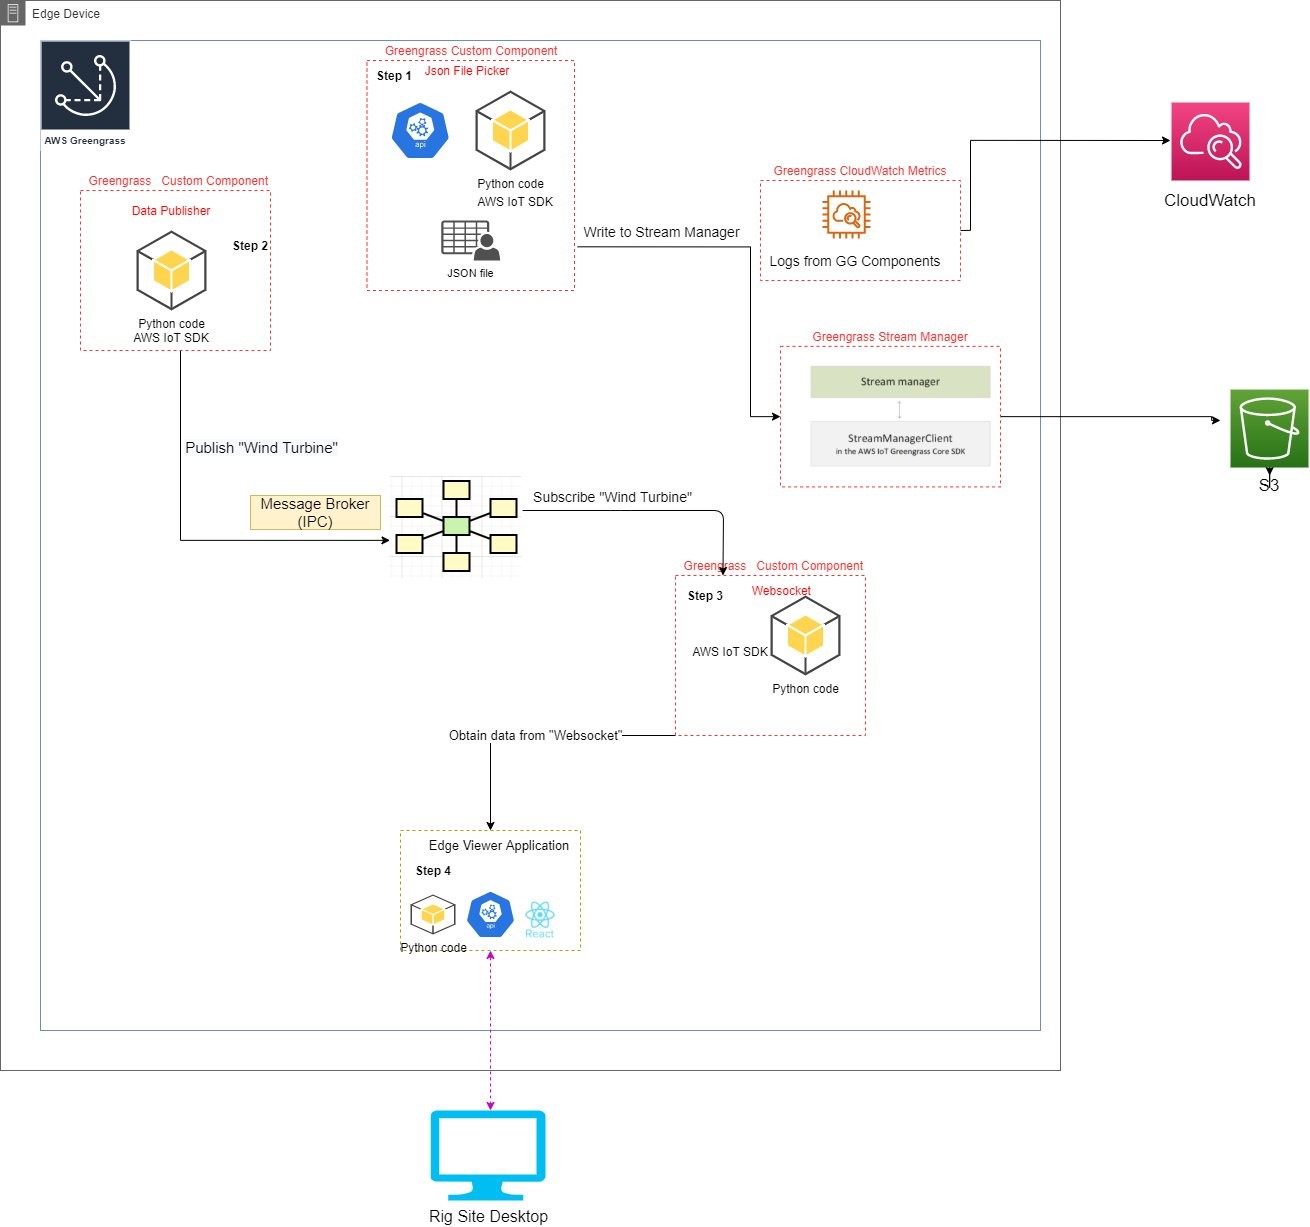 Edge Device
AWS Greengrass
Greengrass Custom Component
Step 1
Json File Picker
api
Python code
AWS IoT SDK
JSON file
Write to Stream Manager
Greengrass CloudWatch Metrics
Logs from GG Components
CloudWatch
Greengrass Custom Component
Data Publisher
Step 2
Python code
AWS IoT SDK
Greengrass Stream Manager
Stream manager
StreamManagerClient
in the AWS IoT Greengrass Core SDK
S3
Publish "Wind Turbine"
Message Broker
(IPC)
Subscribe "Wind Turbine"
Greengrass Custom Component
Step 3
Websocket
AWS IoT SDK
Python code
Obtain data from "Websocket"
Edge Viewer Application
Step 4
api
React
Python code
Rig Site Desktop